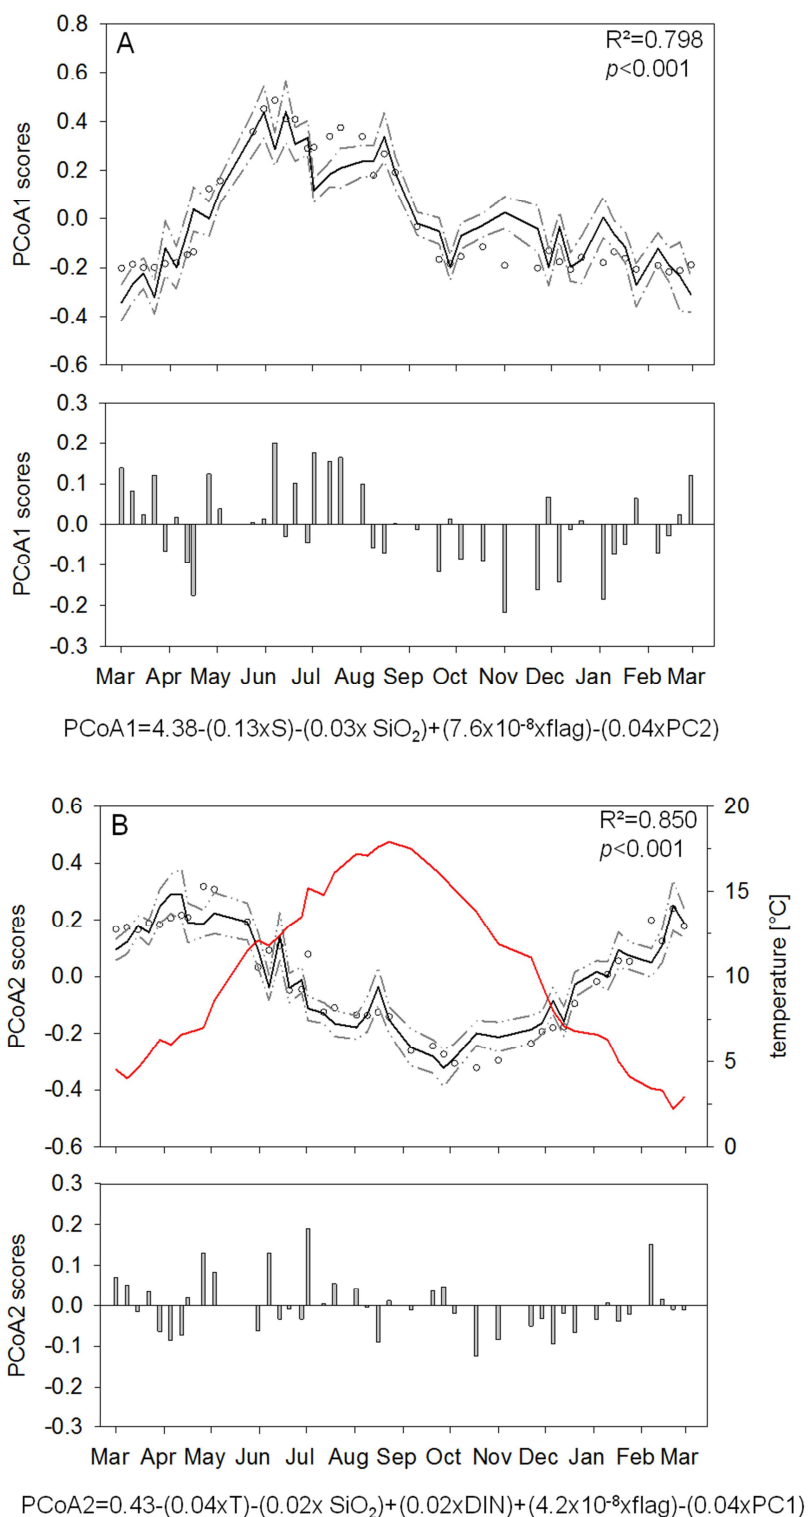 A
R²=0.798
p<0.001
PCoA1 scores
0.8
0.6
0.4
0.2
0.0
-0.2
-0.4
-0.6
PCoA1 scores
0.3
0.2
0.1
0.0
-0.1
-0.2
-0.3
Mar Apr May Jun Jul Aug Sep Oct Nov Dec Jan Feb Mar
PCoA1=4.38-(0.13xS)-(0.03x SiO₂)+(7.6x10⁻⁸xflag)-(0.04xPC2)
B
R²=0.850
p<0.001
PCoA2 scores
0.6
0.4
0.2
0.0
-0.2
-0.4
-0.6
20
15
10
5
0
temperature [°C]
PCoA2 scores
0.3
0.2
0.1
0.0
-0.1
-0.2
-0.3
Mar Apr May Jun Jul Aug Sep Oct Nov Dec Jan Feb Mar
PCoA2=0.43-(0.04xT)-(0.02x SiO₂)+(0.02xDIN)+(4.2x10⁻⁸xflag)-(0.04xPC1)